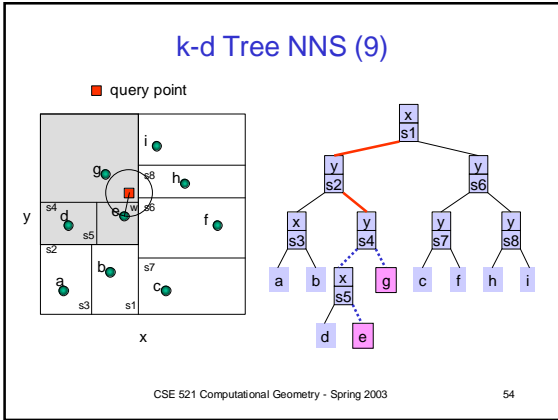 k-d Tree NNS (9)
query point
i
g
s8
h
s4
e
w
s6
y
d
s5
f
s2
b
s7
a
s3
s1
c
x
x
s1
y
s2
y
s6
x
s3
y
s4
y
s7
y
s8
a
b
x
s5
g
c
f
h
i
d
e
CSE 521 Computational Geometry - Spring 2003
54